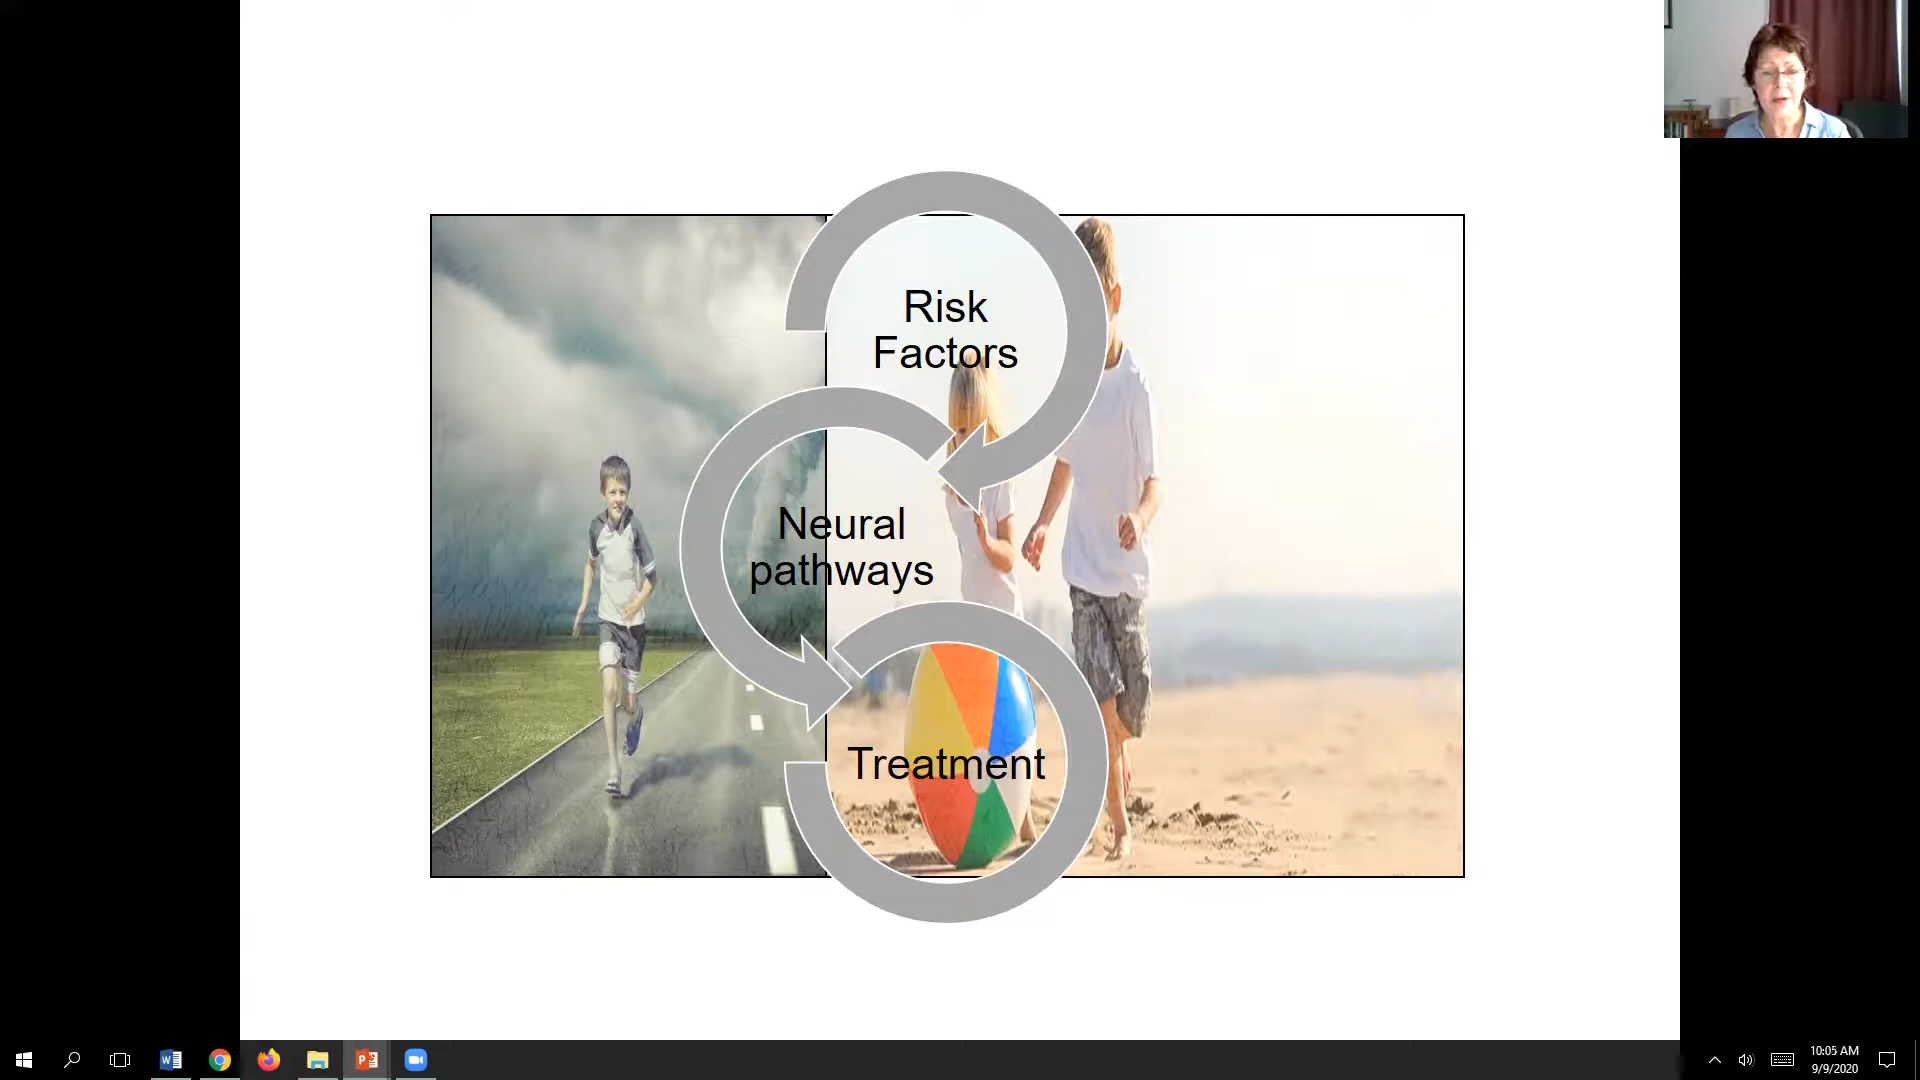 Risk
Factors
Neural
pathways
Treatment
10:05 AM
9/9/2020